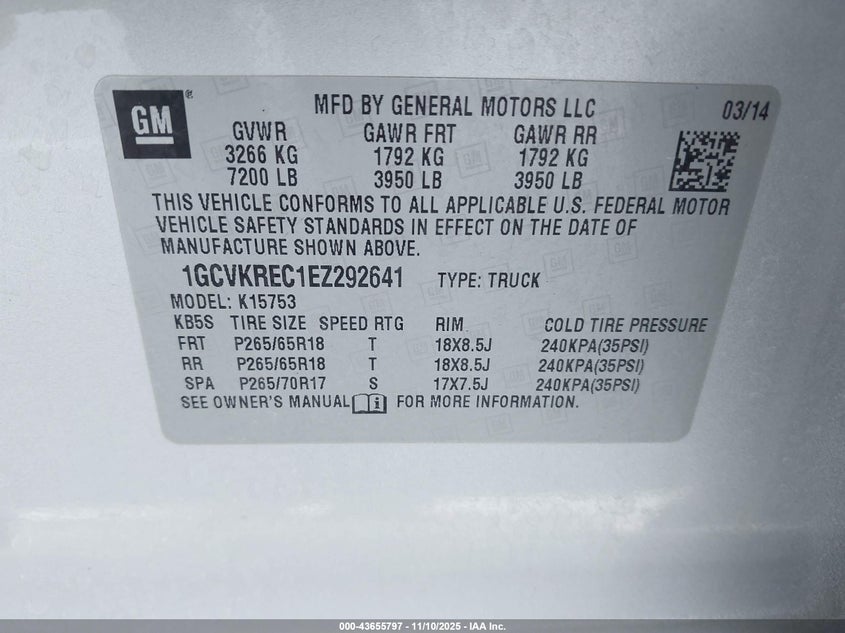 GM®
MFD BY GENERAL MOTORS LLC 03/14
GVWR GAWR FRT GAWR RR
3266 KG 1792 KG 1792 KG
7200 LB 3950 LB 3950 LB
THIS VEHICLE CONFORMS TO ALL APPLICABLE U.S. FEDERAL MOTOR
VEHICLE SAFETY STANDARDS IN EFFECT ON THE DATE OF
MANUFACTURE SHOWN ABOVE.
1GCVKREC1EZ292641 TYPE: TRUCK
MODEL: K15753
KB5S TIRE SIZE SPEED RTG RIM COLD TIRE PRESSURE
FRT P265/65R18 T 18X8.5J 240KPA(35PSI)
RR P265/65R18 T 18X8.5J 240KPA(35PSI)
SPA P265/70R17 S 17X7.5J 240KPA(35PSI)
SEE OWNER'S MANUAL FOR MORE INFORMATION.
000-43655797 - 11/10/2025 - IAA Inc.